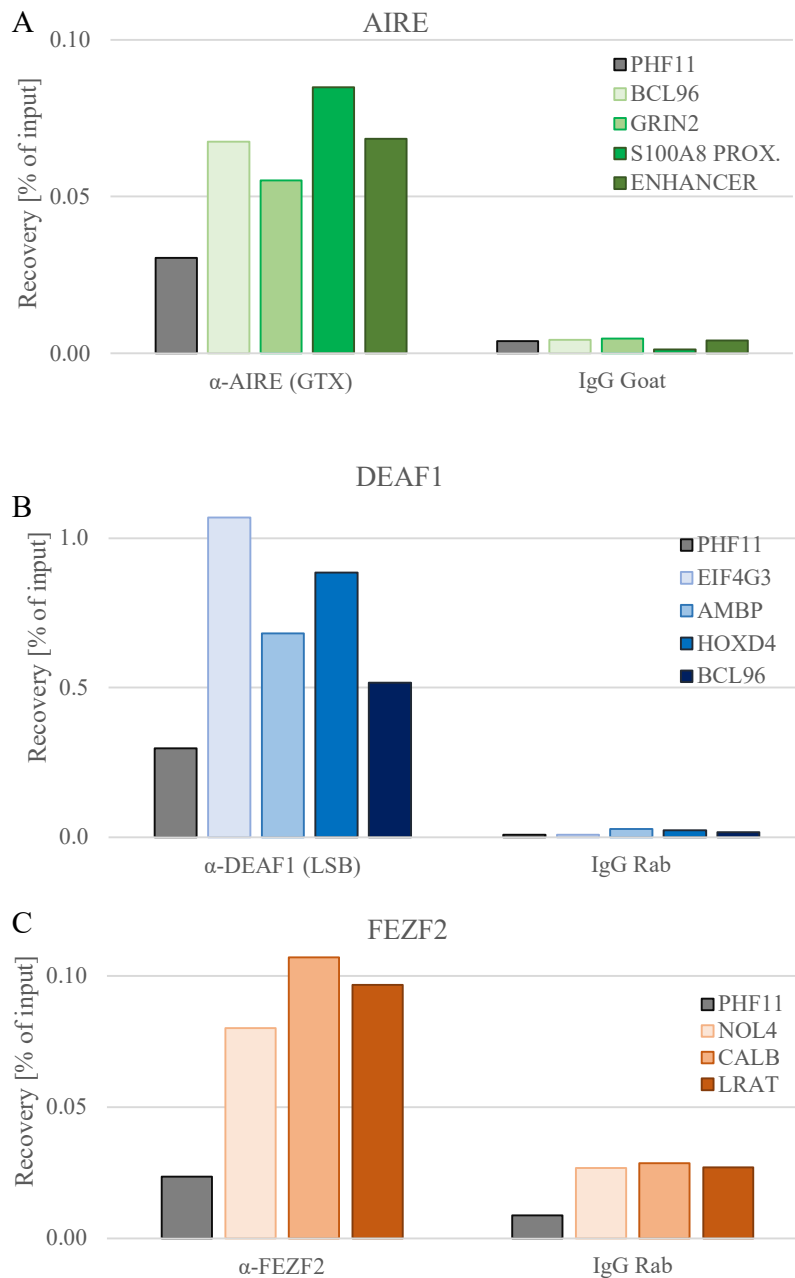 A
AIRE
0.10
0.05
0.00
Recovery [% of input]
PHF11
BCL96
GRIN2
S100A8 PROX.
ENHANCER
α-AIRE (GTX)
IgG Goat
B
DEAF1
1.0
0.5
0.0
Recovery [% of input]
PHF11
EIF4G3
AMBP
HOXD4
BCL96
α-DEAF1 (LSB)
IgG Rab
C
FEZF2
0.10
0.05
0.00
Recovery [% of input]
PHF11
NOL4
CALB
LRAT
α-FEZF2
IgG Rab